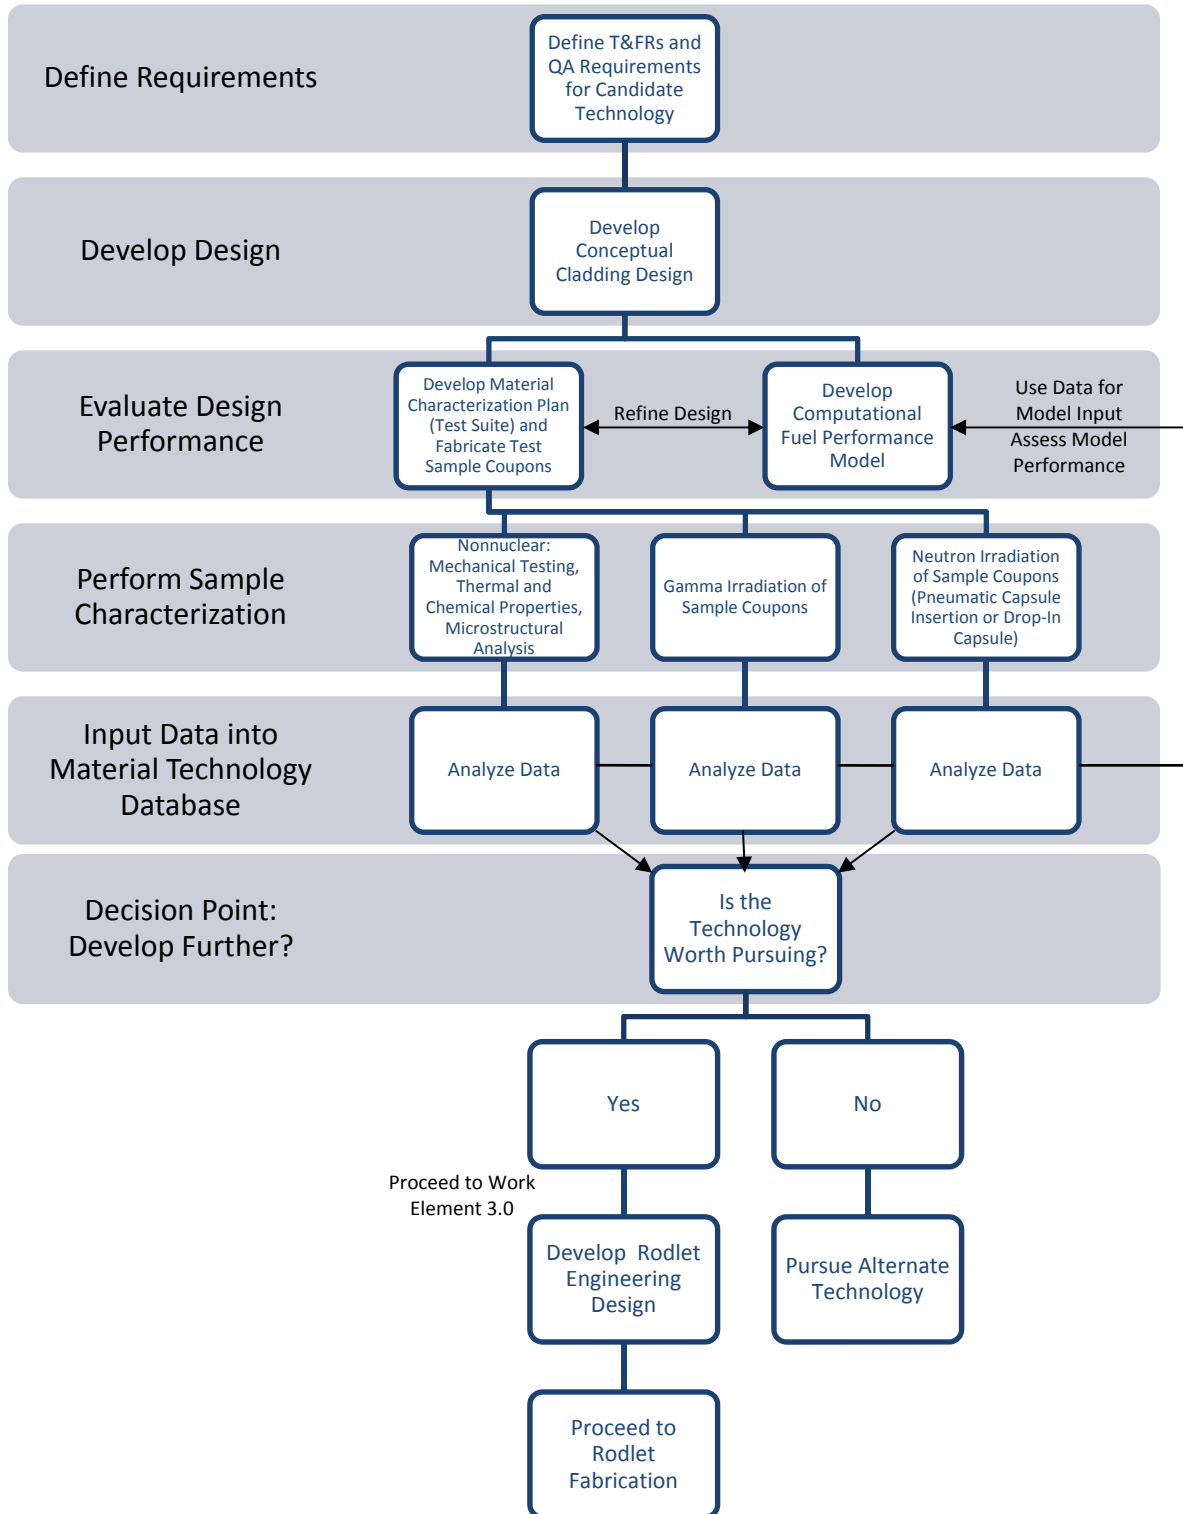 Define Requirements
Define T&FRs and
QA Requirements
for Candidate
Technology
Develop Design
Develop
Conceptual
Cladding Design
Evaluate Design
Performance
Develop Material
Characterization Plan
(Test Suite) and
Fabricate Test
Sample Coupons
Refine Design
Develop
Computational
Fuel Performance
Model
Use Data for
Model Input
Assess Model
Performance
Perform Sample
Characterization
Nonnuclear:
Mechanical Testing,
Thermal and
Chemical Properties,
Microstructural
Analysis
Gamma Irradiation of
Sample Coupons
Neutron Irradiation
of Sample Coupons
(Pneumatic Capsule
Insertion or Drop-In
Capsule)
Input Data into
Material Technology
Database
Analyze Data
Analyze Data
Analyze Data
Decision Point:
Develop Further?
Is the
Technology
Worth Pursuing?
Yes
No
Proceed to Work
Element 3.0
Develop Rodlet
Engineering
Design
Pursue Alternate
Technology
Proceed to
Rodlet
Fabrication